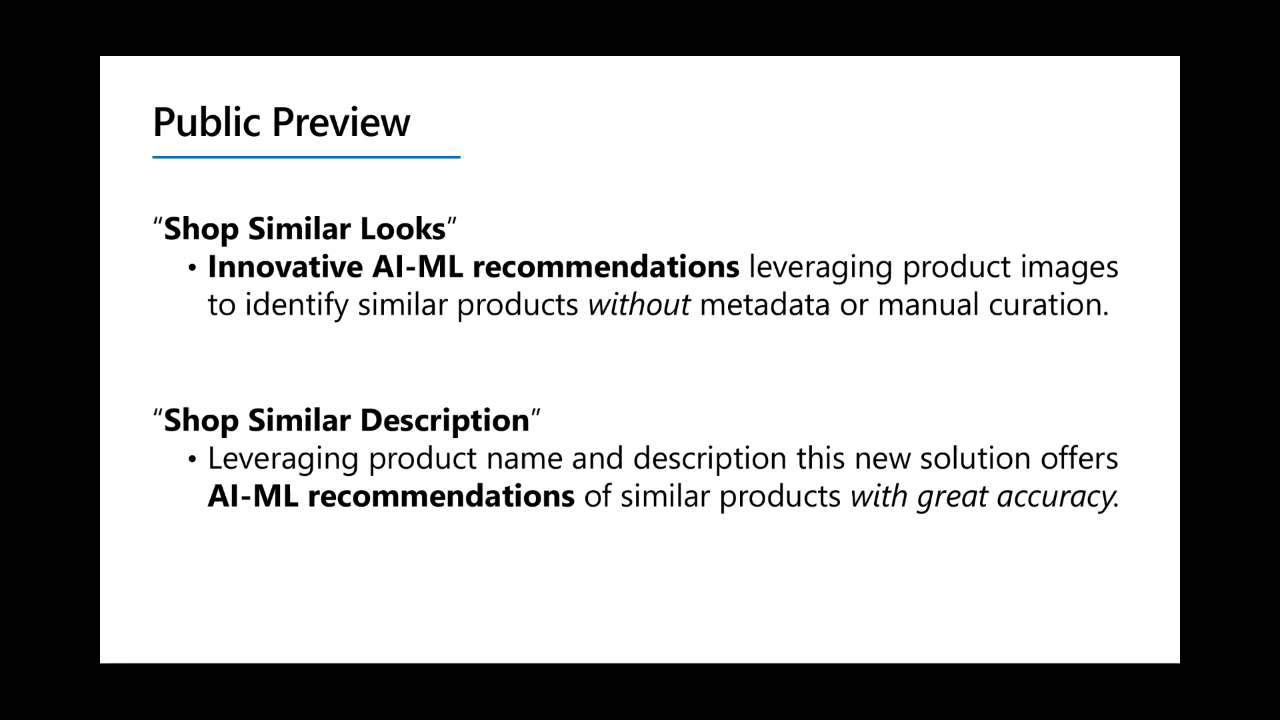 Public Preview
“Shop Similar Looks”
• Innovative AI-ML recommendations leveraging product images
to identify similar products without metadata or manual curation.
“Shop Similar Description”
• Leveraging product name and description this new solution offers
AI-ML recommendations of similar products with great accuracy.